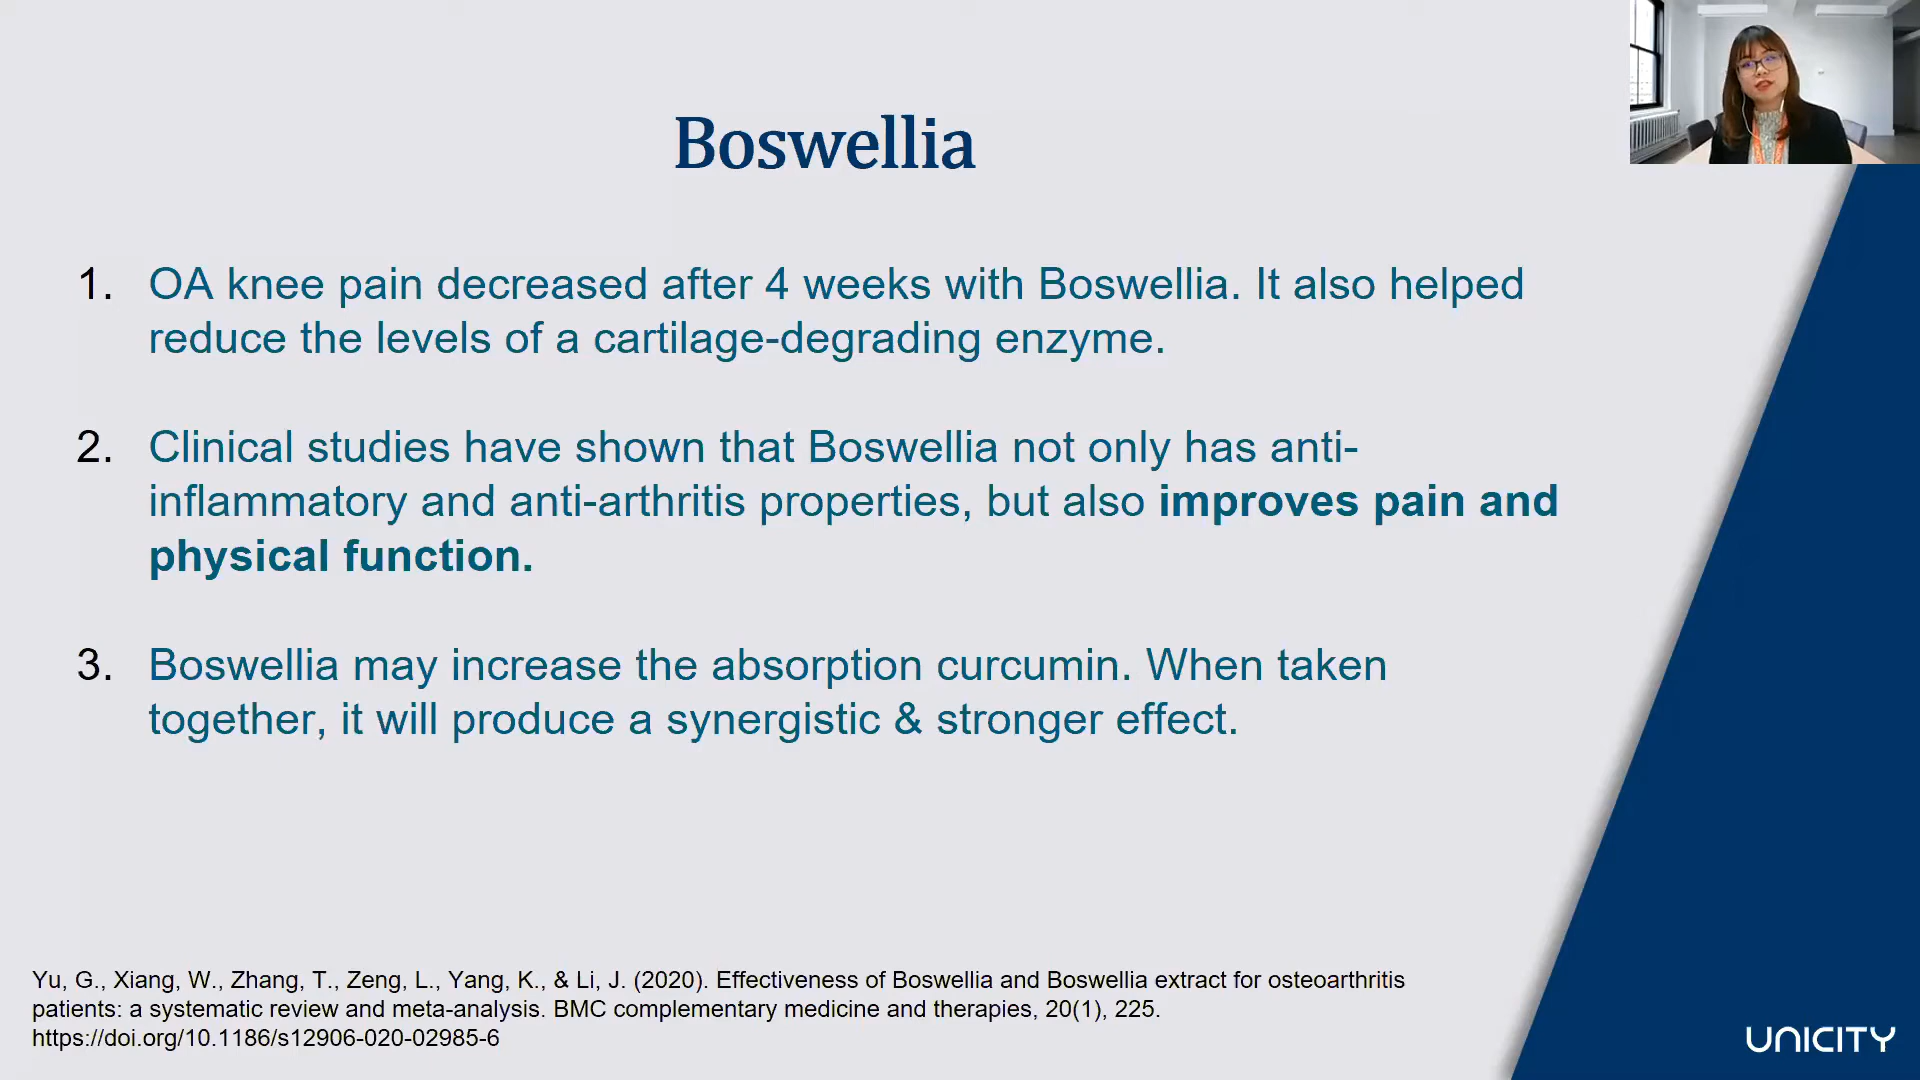 Boswellia
1. OA knee pain decreased after 4 weeks with Boswellia. It also helped
reduce the levels of a cartilage-degrading enzyme.
2. Clinical studies have shown that Boswellia not only has anti-
inflammatory and anti-arthritis properties, but also improves pain and
physical function.
3. Boswellia may increase the absorption curcumin. When taken
together, it will produce a synergistic & stronger effect.
Yu, G., Xiang, W., Zhang, T., Zeng, L., Yang, K., & Li, J. (2020). Effectiveness of Boswellia and Boswellia extract for osteoarthritis
patients: a systematic review and meta-analysis. BMC complementary medicine and therapies, 20(1), 225.
https://doi.org/10.1186/s12906-020-02985-6
UNICITY